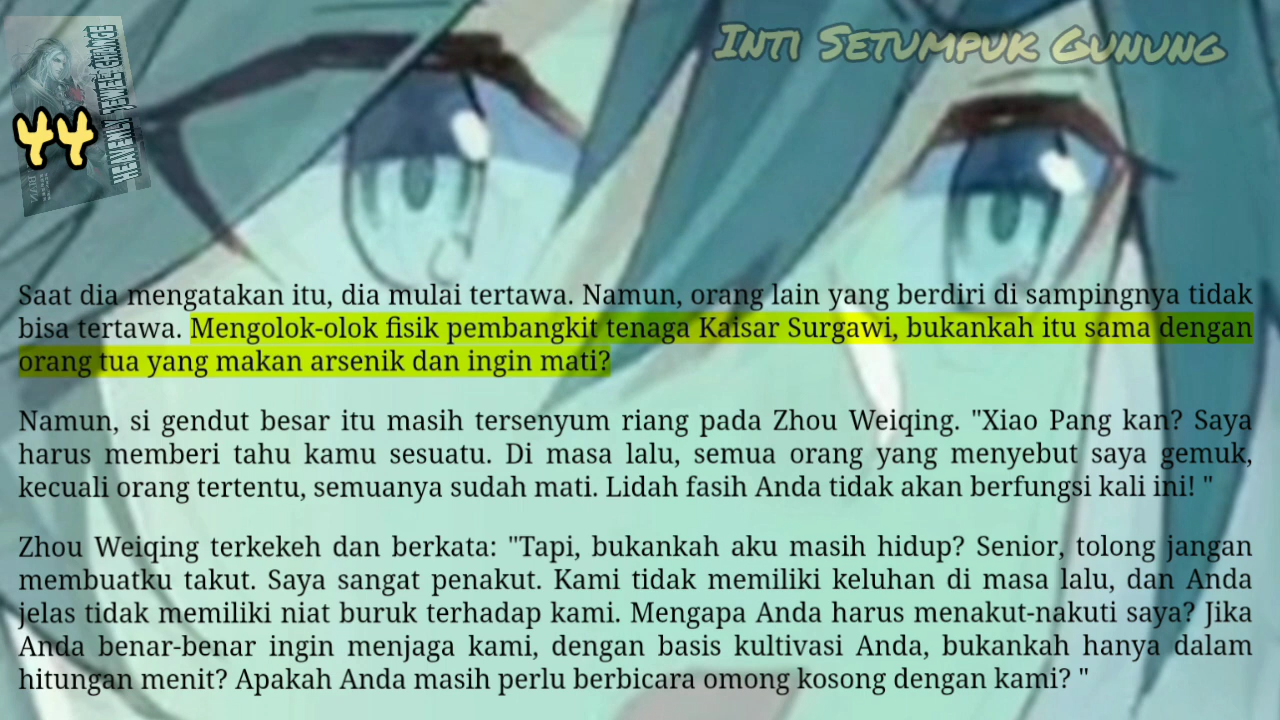 Inti Setumpuk Gunung
44
HEAVENLY JEWEL CHANGE
Saat dia mengatakan itu, dia mulai tertawa. Namun, orang lain yang berdiri di sampingnya tidak
bisa tertawa. Mengolok-olok fisik pembangkit tenaga Kaisar Surgawi, bukankah itu sama dengan
orang tua yang makan arsenik dan ingin mati?
Namun, si gendut besar itu masih tersenyum riang pada Zhou Weiqing. "Xiao Pang kan? Saya
harus memberi tahu kamu sesuatu. Di masa lalu, semua orang yang menyebut saya gemuk,
kecuali orang tertentu, semuanya sudah mati. Lidah fasih Anda tidak akan berfungsi kali ini! "
Zhou Weiqing terkekeh dan berkata: "Tapi, bukankah aku masih hidup? Senior, tolong jangan
membuatku takut. Saya sangat penakut. Kami tidak memiliki keluhan di masa lalu, dan Anda
jelas tidak memiliki niat buruk terhadap kami. Mengapa Anda harus menakut-nakuti saya? Jika
Anda benar-benar ingin menjaga kami, dengan basis kultivasi Anda, bukankah hanya dalam
hitungan menit? Apakah Anda masih perlu berbicara omong kosong dengan kami? "